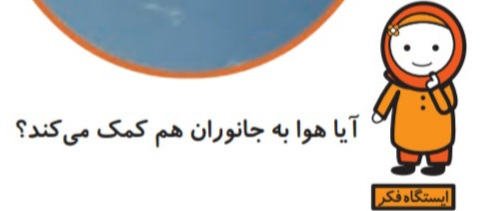 آیا هوا به جانوران هم کمک می‌کند؟
ایستگاه فکر